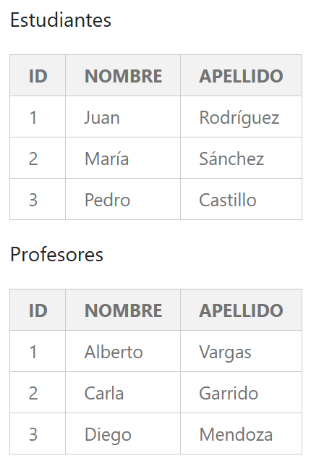 Estudiantes
ID NOMBRE APELLIDO
1 Juan Rodríguez
2 María Sánchez
3 Pedro Castillo
Profesores
ID NOMBRE APELLIDO
1 Alberto Vargas
2 Carla Garrido
3 Diego Mendoza